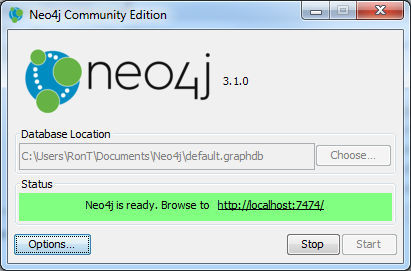 Neo4j Community Edition
neo4j 3.1.0
Database Location
C:\Users\RonT\Documents\Neo4j\default.graphdb Choose...
Status
Neo4j is ready. Browse to http://localhost:7474/
Options... Stop Start